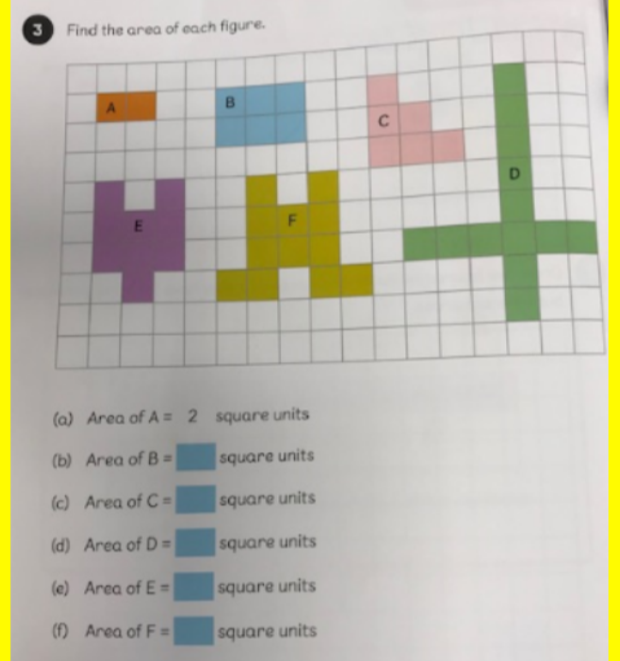 3 Find the area of each figure.
A B C
D
E F
(a) Area of A = 2 square units
(b) Area of B = square units
(c) Area of C = square units
(d) Area of D = square units
(e) Area of E = square units
(f) Area of F = square units